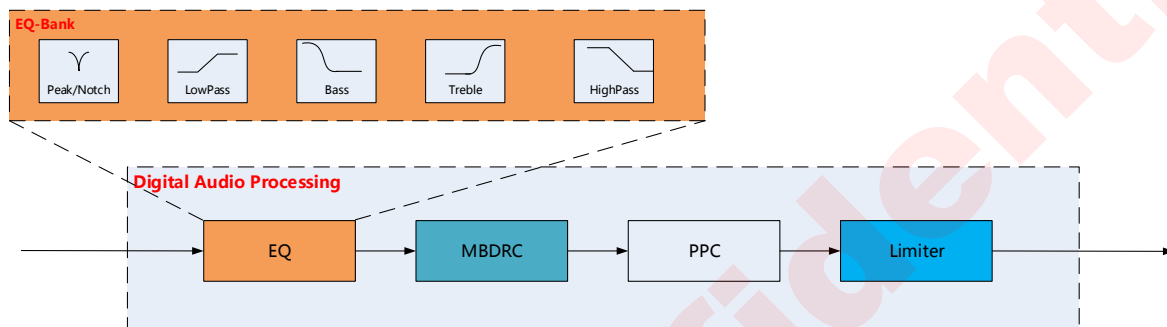 EQ-Bank
Peak/Notch
LowPass
Bass
Treble
HighPass
Digital Audio Processing
EQ
MBDRC
PPC
Limiter